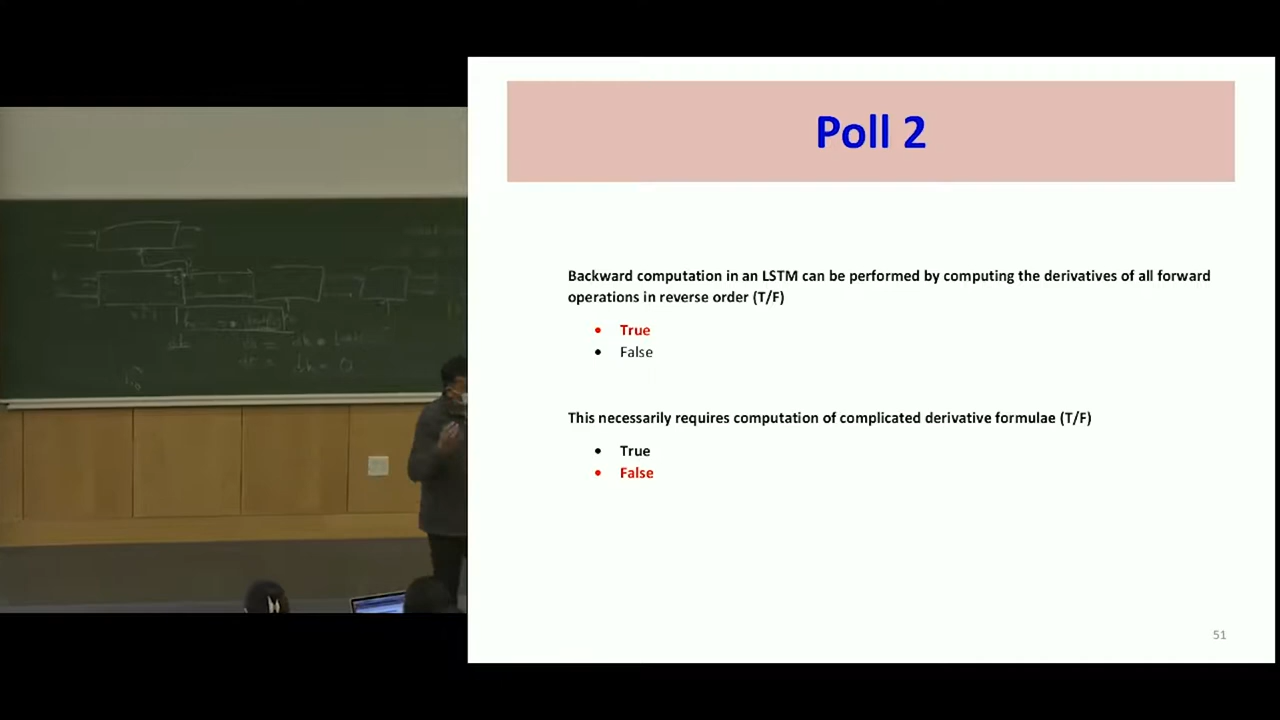 Poll 2
Backward computation in an LSTM can be performed by computing the derivatives of all forward
operations in reverse order (T/F)
• True
• False
This necessarily requires computation of complicated derivative formulae (T/F)
• True
• False
51